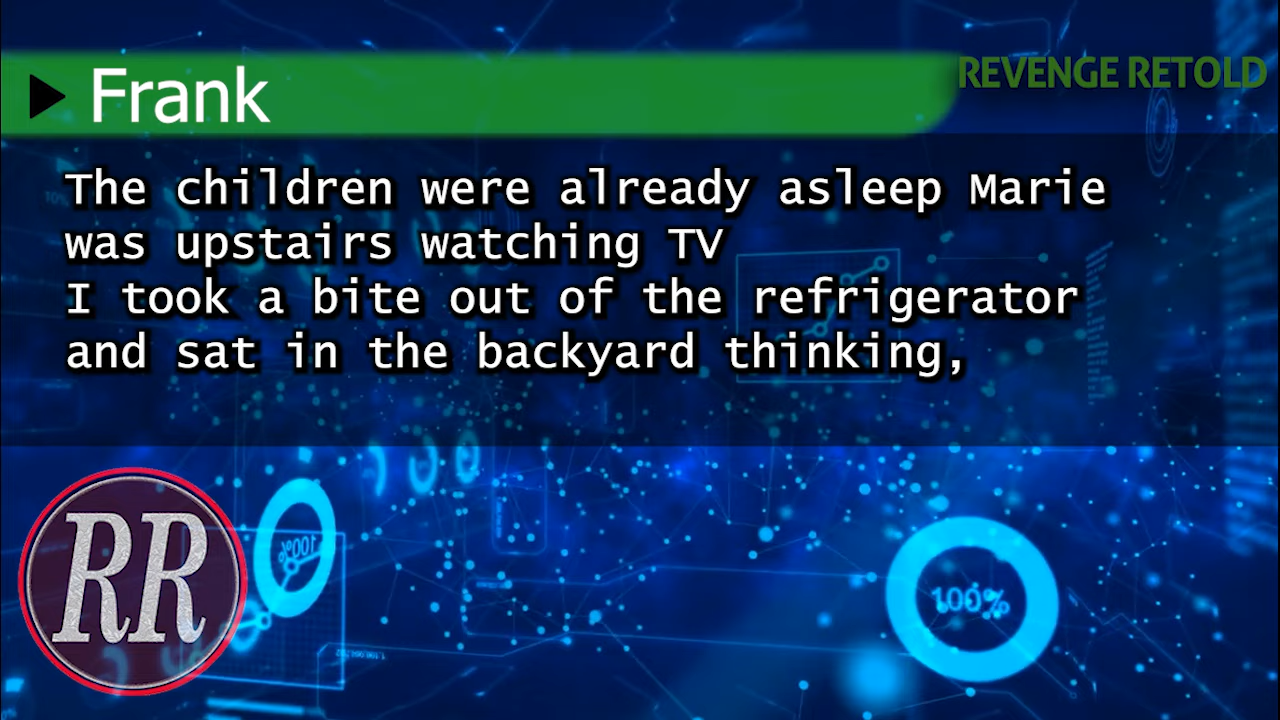 Frank
REVENGE RETOLD
The children were already asleep Marie
was upstairs watching TV
I took a bite out of the refrigerator
and sat in the backyard thinking,
RR
100%
100%